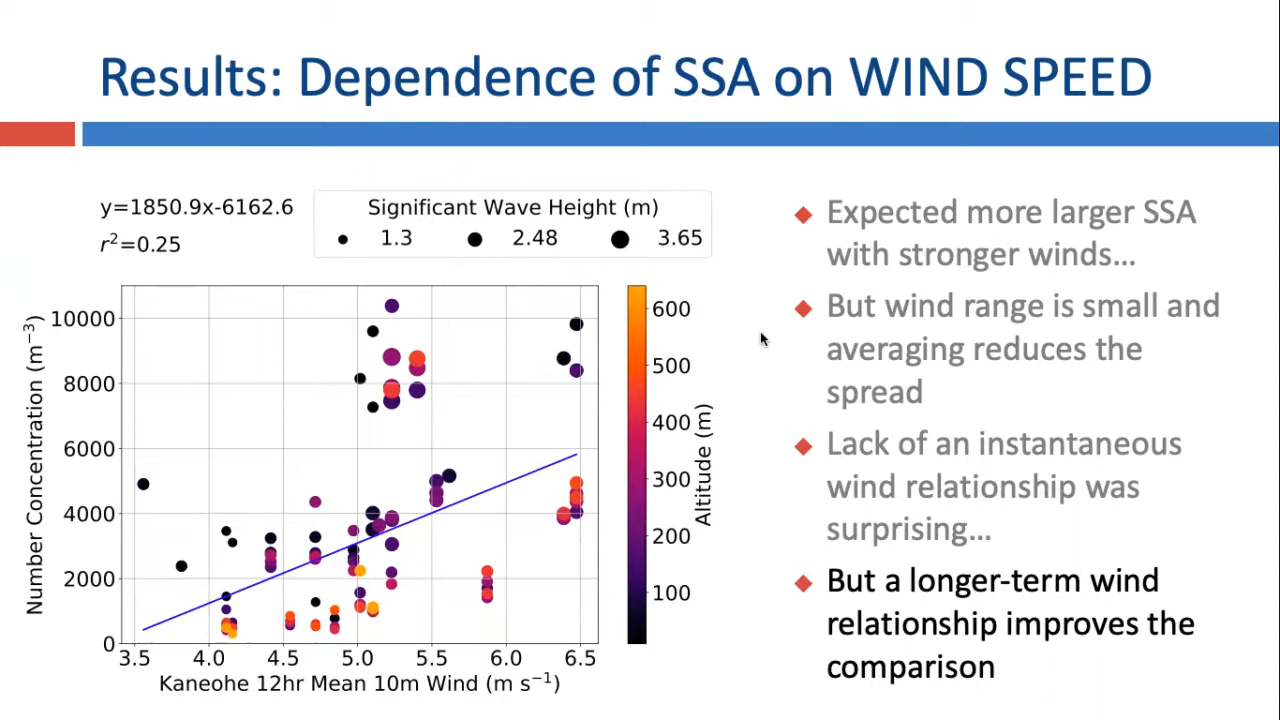 Results: Dependence of SSA on WIND SPEED
y=1850.9x-6162.6
r²=0.25
Significant Wave Height (m)
1.3 2.48 3.65
Number Concentration (m⁻³)
10000
8000
6000
4000
2000
0
3.5 4.0 4.5 5.0 5.5 6.0 6.5
Kaneohe 12hr Mean 10m Wind (m s⁻¹)
600
500
400
300
200
100
Altitude (m)
Expected more larger SSA
with stronger winds...
But wind range is small and
averaging reduces the
spread
Lack of an instantaneous
wind relationship was
surprising...
But a longer-term wind
relationship improves the
comparison